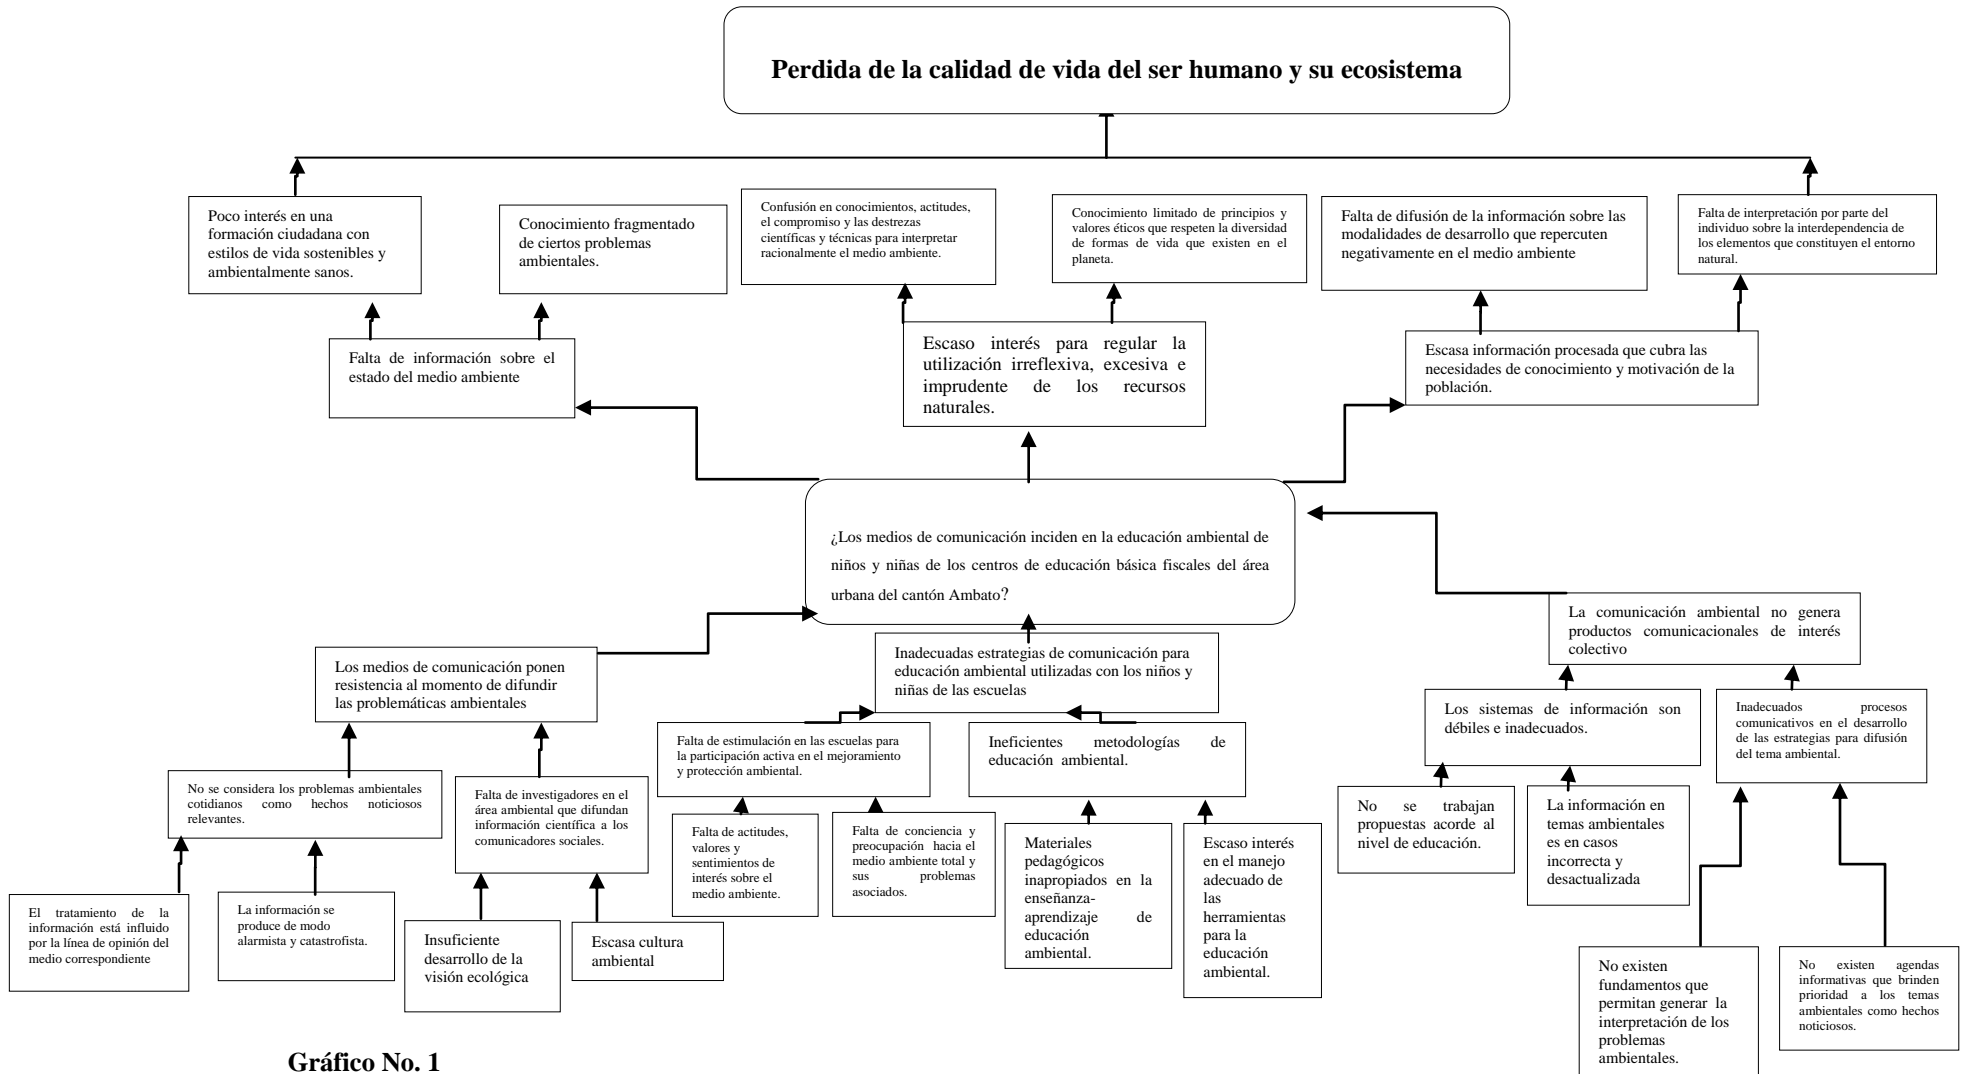 Perdida de la calidad de vida del ser humano y su ecosistema
Poco interés en una
formación ciudadana con
estilos de vida sostenibles y
ambientalmente sanos.
Conocimiento fragmentado
de ciertos problemas
ambientales.
Confusión en conocimientos, actitudes,
el compromiso y las destrezas
científicas y técnicas para interpretar
racionalmente el medio ambiente.
Conocimiento limitado de principios y
valores éticos que respeten la diversidad
de formas de vida que existen en el
planeta.
Falta de difusión de la información sobre las
modalidades de desarrollo que repercuten
negativamente en el medio ambiente
Falta de interpretación por parte del
individuo sobre la interdependencia de
los elementos que constituyen el entorno
natural.
Falta de información sobre el
estado del medio ambiente
Escaso interés para regular la
utilización irreflexiva, excesiva e
imprudente de los recursos
naturales.
Escasa información procesada que cubra las
necesidades de conocimiento y motivación de la
población.
¿Los medios de comunicación inciden en la educación ambiental de
niños y niñas de los centros de educación básica fiscales del área
urbana del cantón Ambato?
Los medios de comunicación ponen
resistencia al momento de difundir
las problemáticas ambientales
Inadecuadas estrategias de comunicación para
educación ambiental utilizadas con los niños y
niñas de las escuelas
La comunicación ambiental no genera
productos comunicacionales de interés
colectivo
No se considera los problemas ambientales
cotidianos como hechos noticiosos
relevantes.
Falta de investigadores en el
área ambiental que difundan
información científica a los
comunicadores sociales.
Falta de estimulación en las escuelas para
la participación activa en el mejoramiento
y protección ambiental.
Ineficientes metodologías de
educación ambiental.
Los sistemas de información son
débiles e inadecuados.
Inadecuados procesos
comunicativos en el desarrollo
de las estrategias para difusión
del tema ambiental.
El tratamiento de la
información está influido
por la línea de opinión del
medio correspondiente
La información se
produce de modo
alarmista y catastrofista.
Insuficiente
desarrollo de la
visión ecológica
Escasa cultura
ambiental
Falta de actitudes,
valores y
sentimientos de
interés sobre el
medio ambiente.
Falta de conciencia y
preocupación hacia el
medio ambiente total y
sus problemas
asociados.
Materiales
pedagógicos
inapropiados en la
enseñanza-
aprendizaje de
educación
ambiental.
Escaso interés
en el manejo
adecuado de
las
herramientas
para la
educación
ambiental.
No se trabajan
propuestas acorde al
nivel de educación.
La información en
temas ambientales
es en casos
incorrecta y
desactualizada
No existen
fundamentos que
permitan generar la
interpretación de los
problemas
ambientales.
No existen agendas
informativas que brinden
prioridad a los temas
ambientales como hechos
noticiosos.
Gráfico No. 1